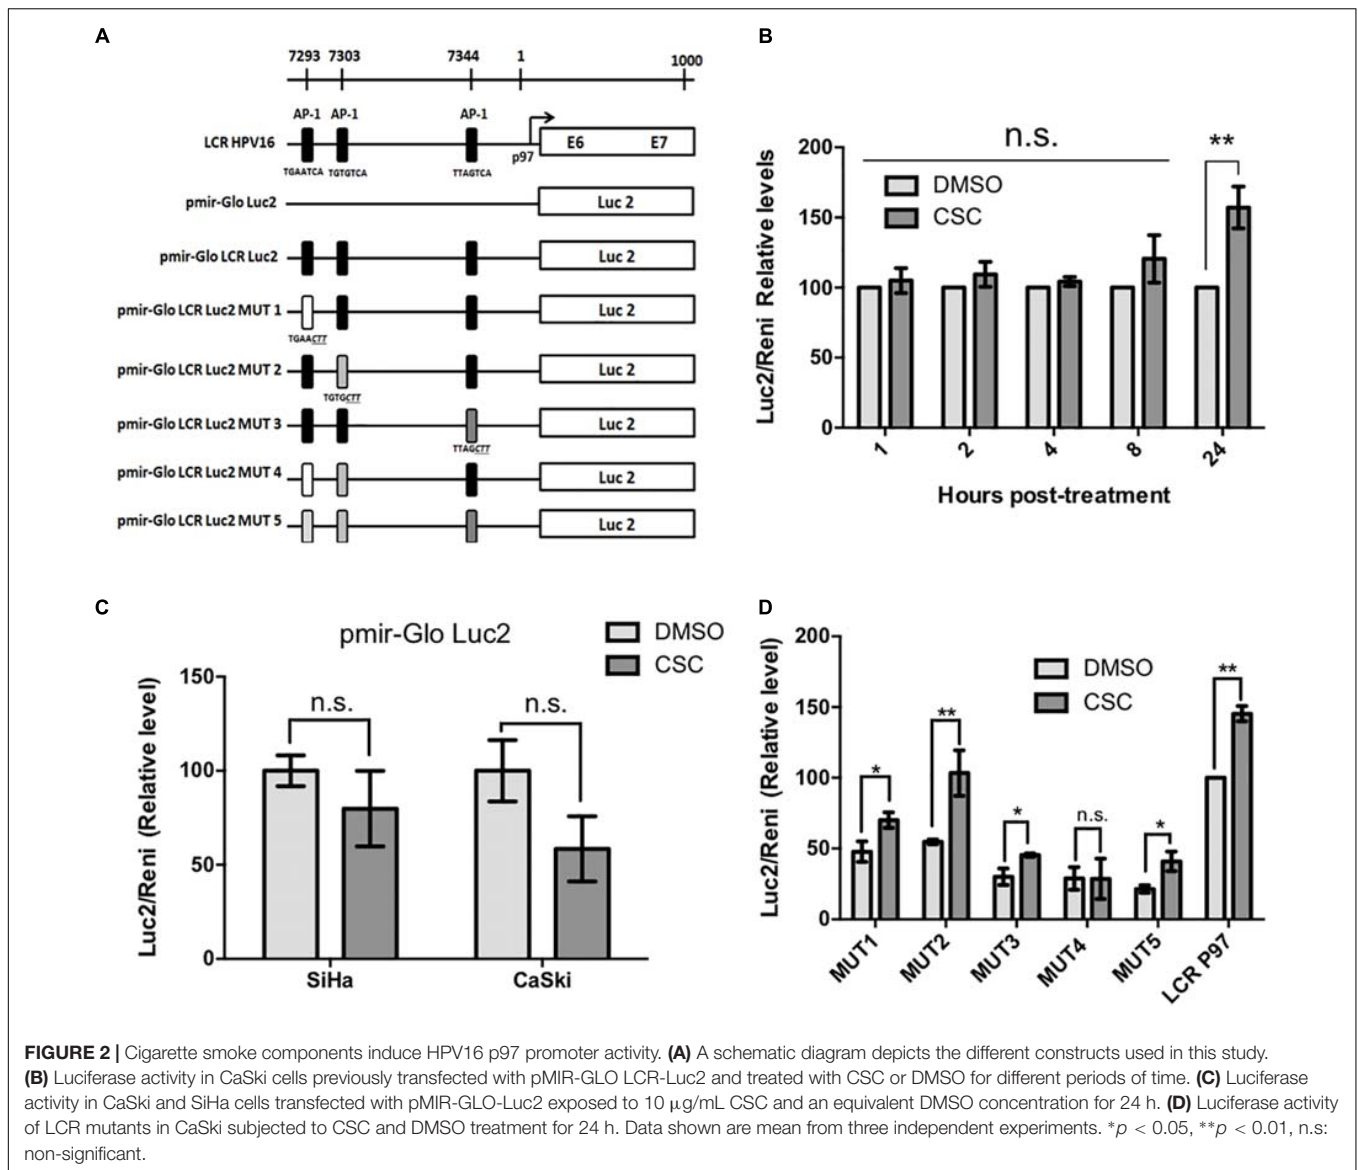 A
7293 7303 7344 1 1000
AP-1 AP-1 AP-1
LCR HPV16 E6 E7
p97
TGAATCA TGTGTCA TTAGTCA
pmir-Glo Luc2 Luc 2
pmir-Glo LCR Luc2 Luc 2
pmir-Glo LCR Luc2 MUT 1 Luc 2
TGAACTT
pmir-Glo LCR Luc2 MUT 2 Luc 2
TGTGCTT
pmir-Glo LCR Luc2 MUT 3 Luc 2
TTAGCTT
pmir-Glo LCR Luc2 MUT 4 Luc 2
pmir-Glo LCR Luc2 MUT 5 Luc 2
B
n.s.
**
DMSO
CSC
Luc2/Reni Relative levels
200
150
100
50
0
1 2 4 8 24
Hours post-treatment
C
pmir-Glo Luc2
DMSO
CSC
Luc2/Reni (Relative level)
150
100
50
0
n.s. n.s.
SiHa CaSki
D
DMSO
CSC
Luc2/Reni (Relative level)
200
150
100
50
0
* ** * n.s. * **
MUT1 MUT2 MUT3 MUT4 MUT5 LCR P97
FIGURE 2 | Cigarette smoke components induce HPV16 p97 promoter activity. (A) A schematic diagram depicts the different constructs used in this study.
(B) Luciferase activity in CaSki cells previously transfected with pMIR-GLO LCR-Luc2 and treated with CSC or DMSO for different periods of time. (C) Luciferase
activity in CaSki and SiHa cells transfected with pMIR-GLO-Luc2 exposed to 10 μg/mL CSC and an equivalent DMSO concentration for 24 h. (D) Luciferase activity
of LCR mutants in CaSki subjected to CSC and DMSO treatment for 24 h. Data shown are mean from three independent experiments. *p < 0.05, **p < 0.01, n.s:
non-significant.